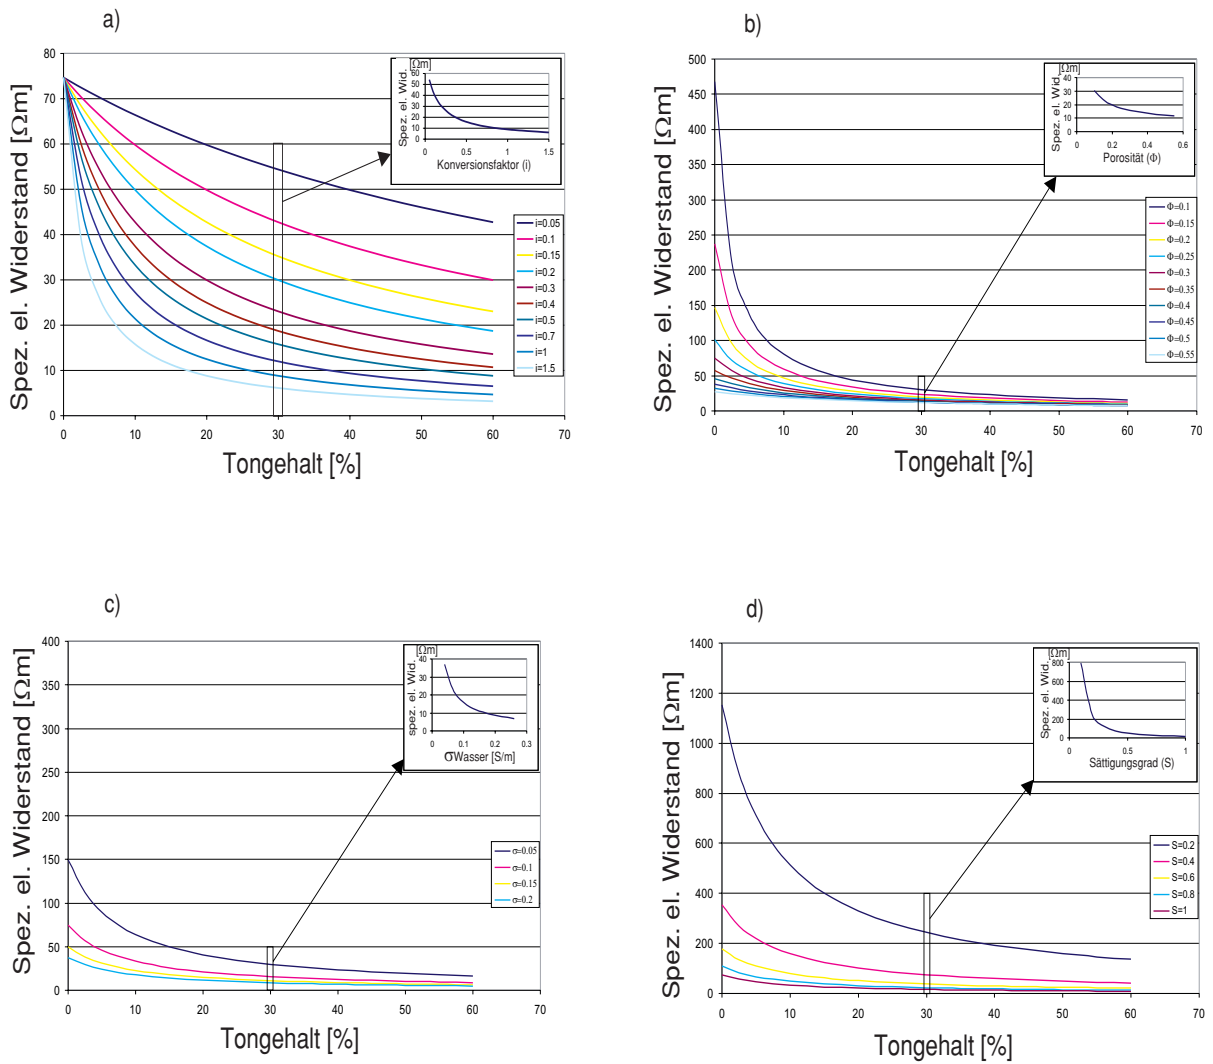 a)
Spez. el. Widerstand [Ωm]
80
70
60
50
40
30
20
10
0
0 10 20 30 40 50 60 70
Tongehalt [%]
[Ωm]
Spez. el. Wid.
60
50
40
30
20
10
0
0 0.5 1 1.5
Konversionsfaktor (i)
i=0.05
i=0.1
i=0.15
i=0.2
i=0.3
i=0.4
i=0.5
i=0.7
i=1
i=1.5
b)
Spez. el. Widerstand [Ωm]
500
450
400
350
300
250
200
150
100
50
0
0 10 20 30 40 50 60 70
Tongehalt [%]
Spez. el. Wid. [Ωm]
40
30
20
10
0
0 0.2 0.4 0.6
Porosität (Φ)
Φ=0.1
Φ=0.15
Φ=0.2
Φ=0.25
Φ=0.3
Φ=0.35
Φ=0.4
Φ=0.45
Φ=0.5
Φ=0.55
c)
Spez. el. Widerstand [Ωm]
400
350
300
250
200
150
100
50
0
0 10 20 30 40 50 60 70
Tongehalt [%]
spez. el. Wid. [Ωm]
40
30
20
10
0
0 0.1 0.2 0.3
σWasser [S/m]
σ=0.05
σ=0.1
σ=0.15
σ=0.2
d)
Spez. el. Widerstand [Ωm]
1400
1200
1000
800
600
400
200
0
0 10 20 30 40 50 60 70
Tongehalt [%]
[Ωm]
Spez. el. Wid.
800
600
400
200
0
0 0.5 1
Sättigungsgrad (S)
S=0.2
S=0.4
S=0.6
S=0.8
S=1